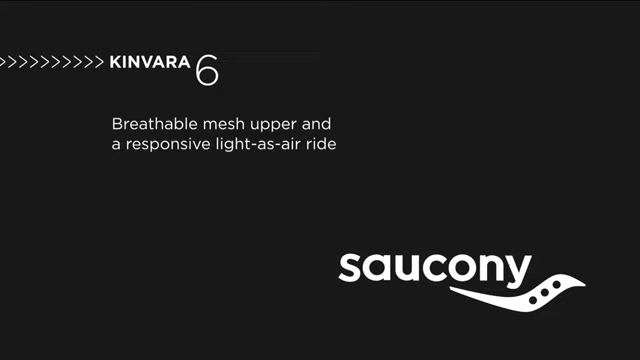 >>>>>>>>>>> KINVARA 6
Breathable mesh upper and
a responsive light-as-air ride
saucony